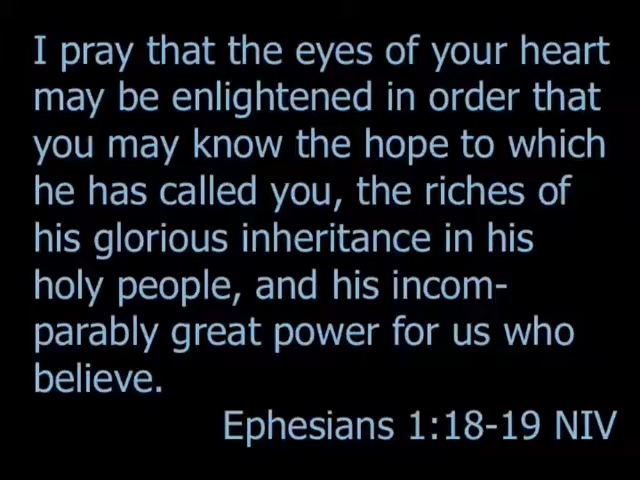 I pray that the eyes of your heart
may be enlightened in order that
you may know the hope to which
he has called you, the riches of
his glorious inheritance in his
holy people, and his incom-
parably great power for us who
believe.
Ephesians 1:18-19 NIV